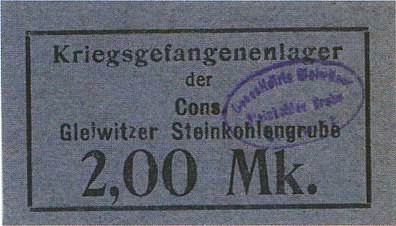 Kriegsgefangenenlager
der
Cons.
Gleiwitzer Steinkohlengrube
2,00 Mk.